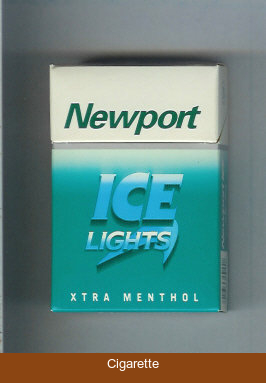 Newport
ICE
LIGHTS
XTRA MENTHOL
Cigarette